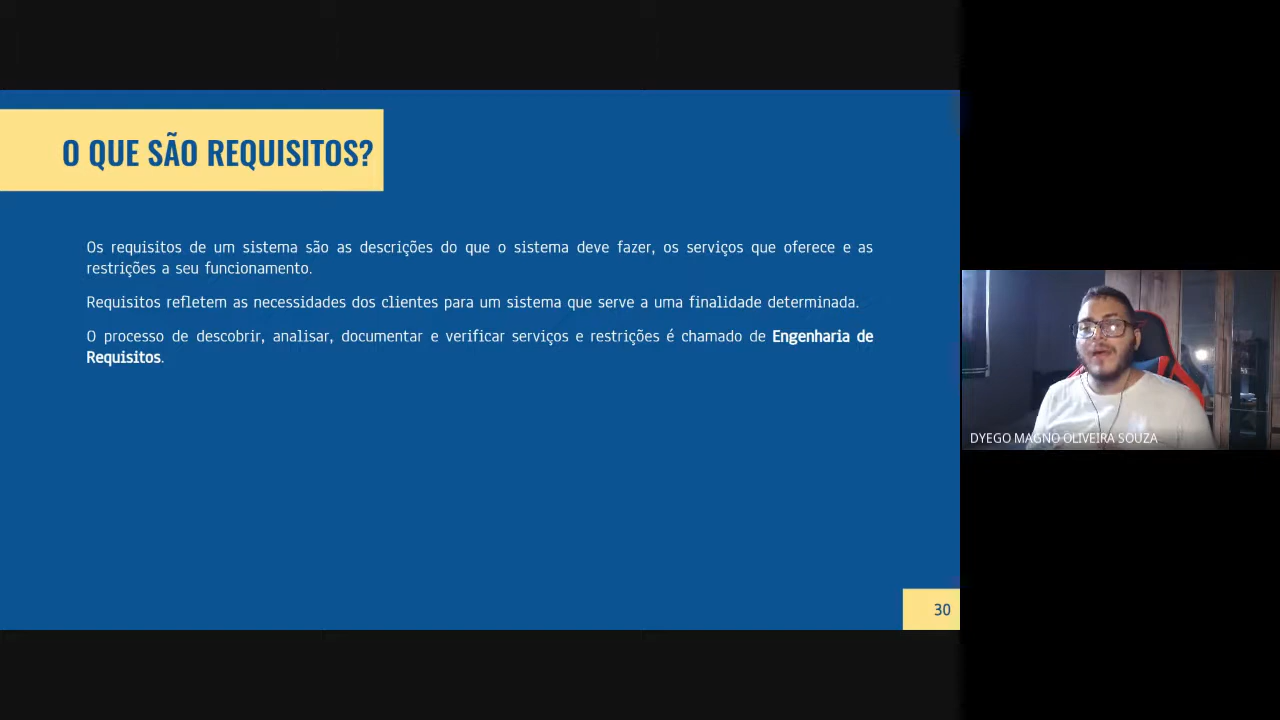 O QUE SÃO REQUISITOS?
Os requisitos de um sistema são as descrições do que o sistema deve fazer, os serviços que oferece e as
restrições a seu funcionamento.
Requisitos refletem as necessidades dos clientes para um sistema que serve a uma finalidade determinada.
O processo de descobrir, analisar, documentar e verificar serviços e restrições é chamado de Engenharia de
Requisitos.
DYEGO MAGNO OLIVEIRA SOUZA
30